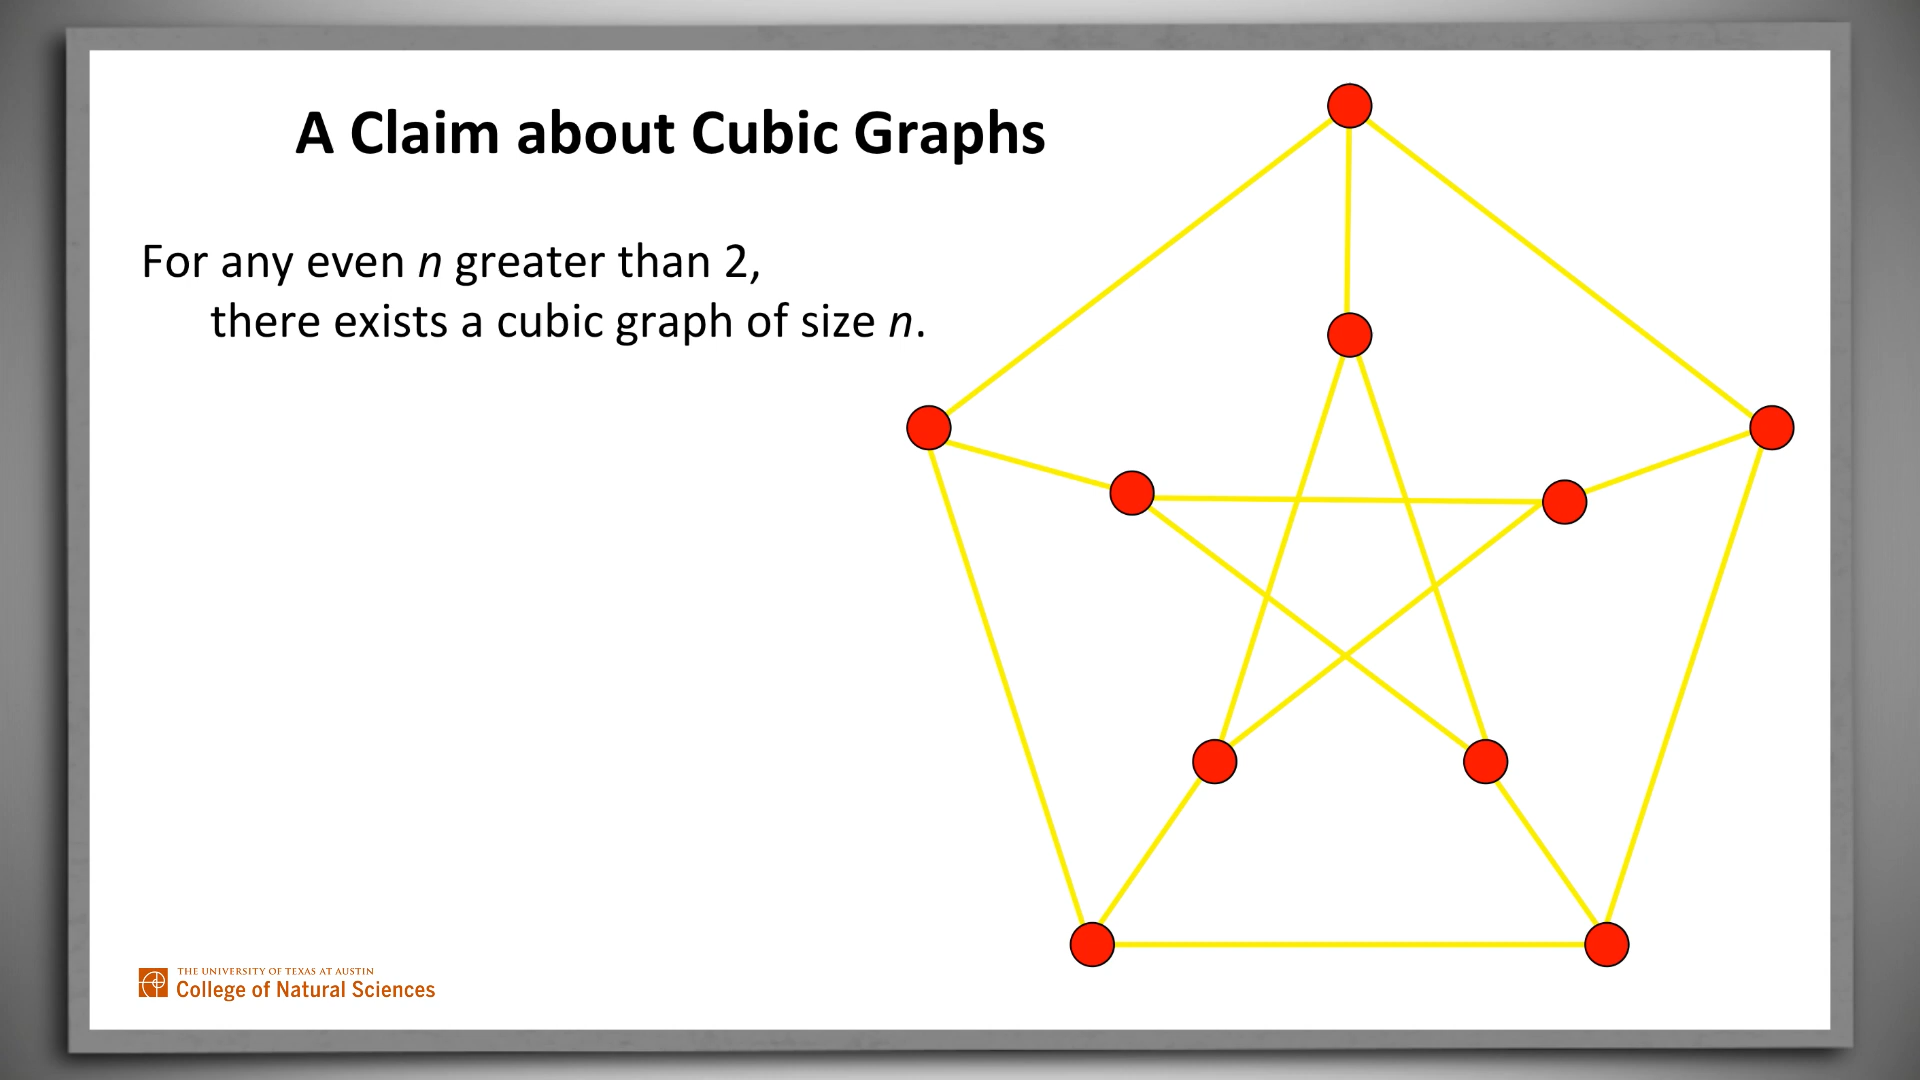 A Claim about Cubic Graphs
For any even n greater than 2,
there exists a cubic graph of size n.
THE UNIVERSITY OF TEXAS AT AUSTIN
College of Natural Sciences